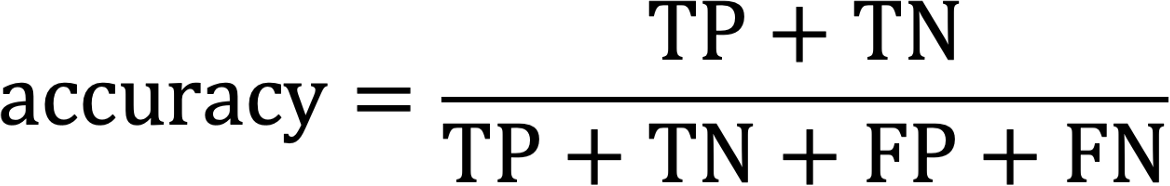 accuracy = TP + TN
TP + TN + FP + FN